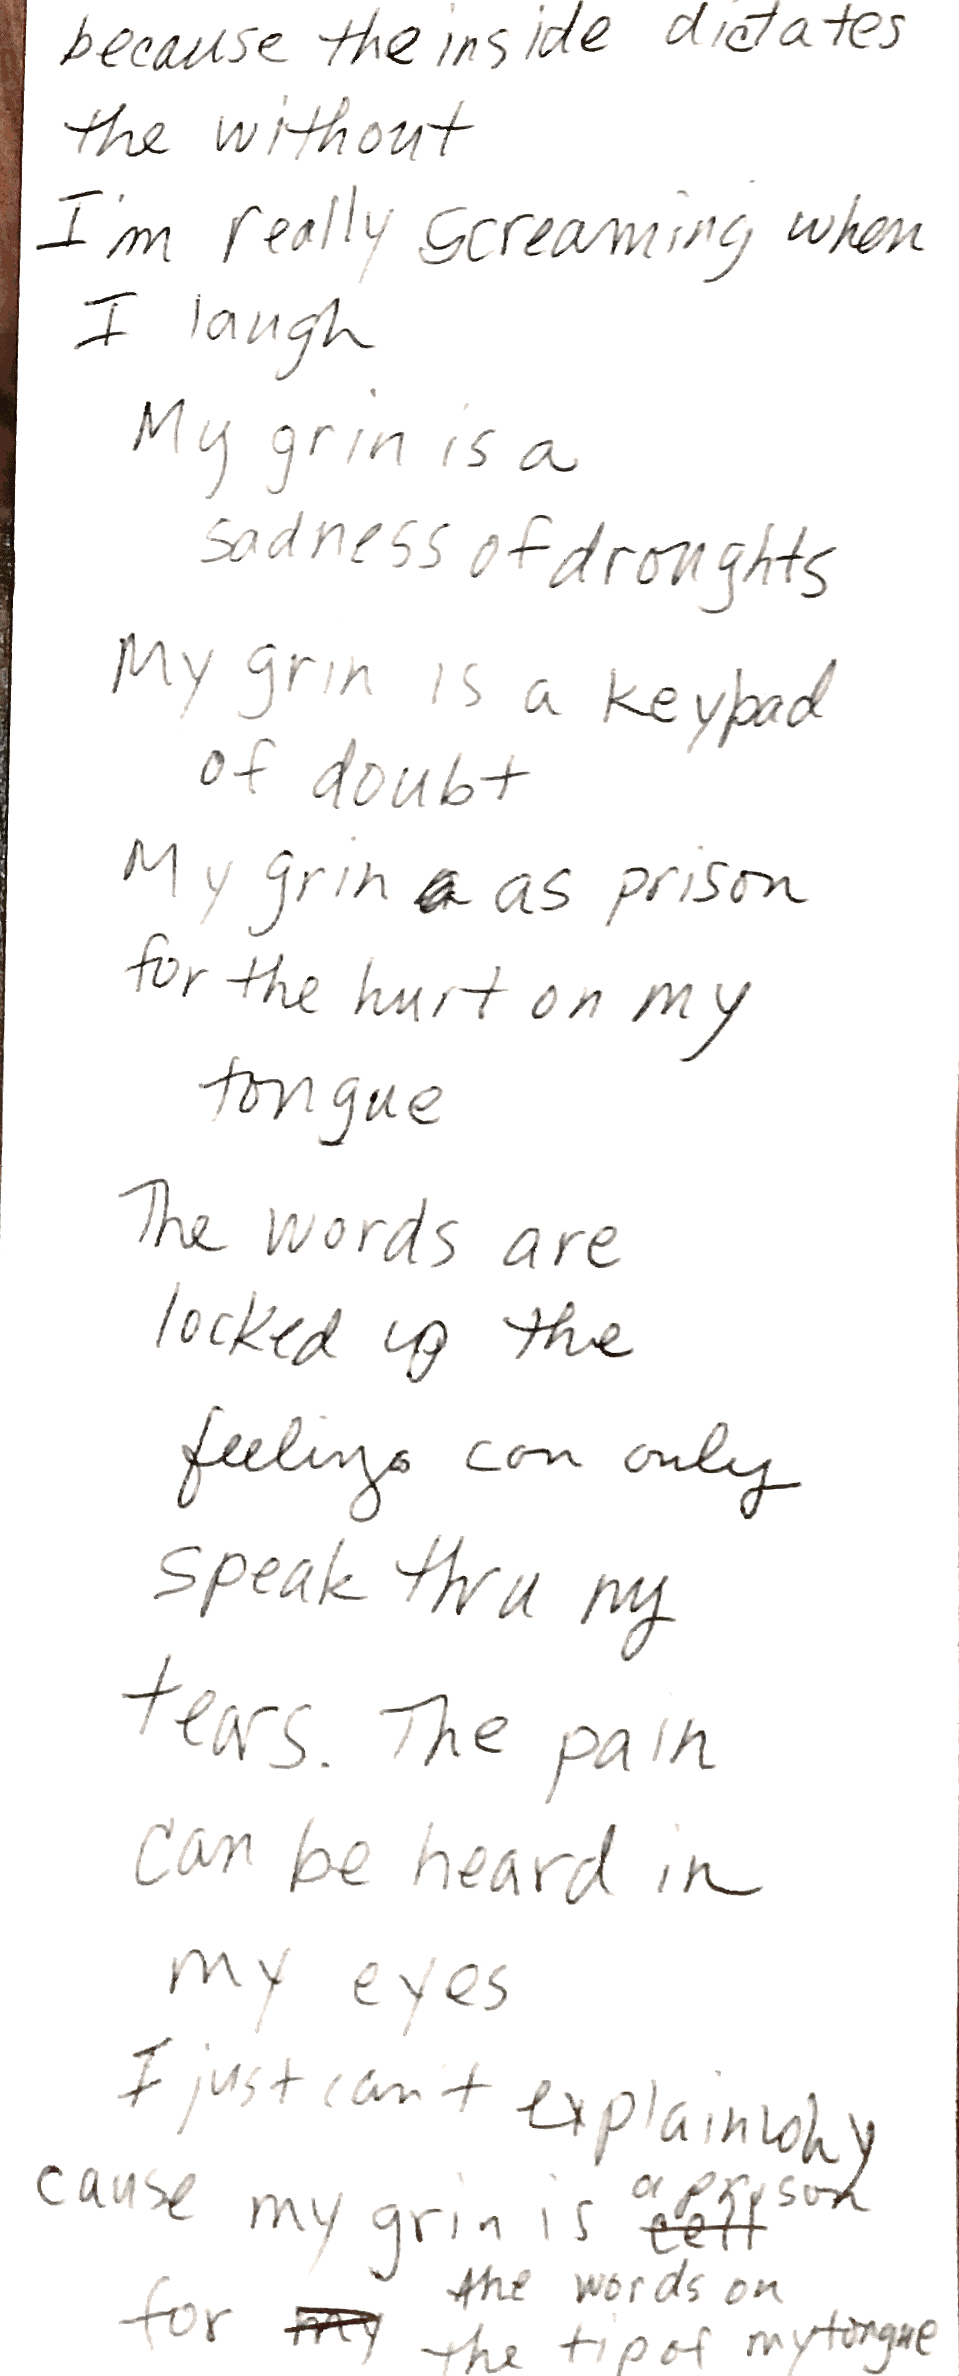 because the inside dictates
the without
I'm really screaming when
I laugh
My grin is a
sadness of droughts
My grin is a keypad
of doubt
My grin as prison
for the hurt on my
tongue
The words are
locked up the
feelings can only
speak thru my
tears. The pain
can be heard in
my eyes
I just can't explain why
cause my grin is cell a prison
for my the words on
the tip of my tongue